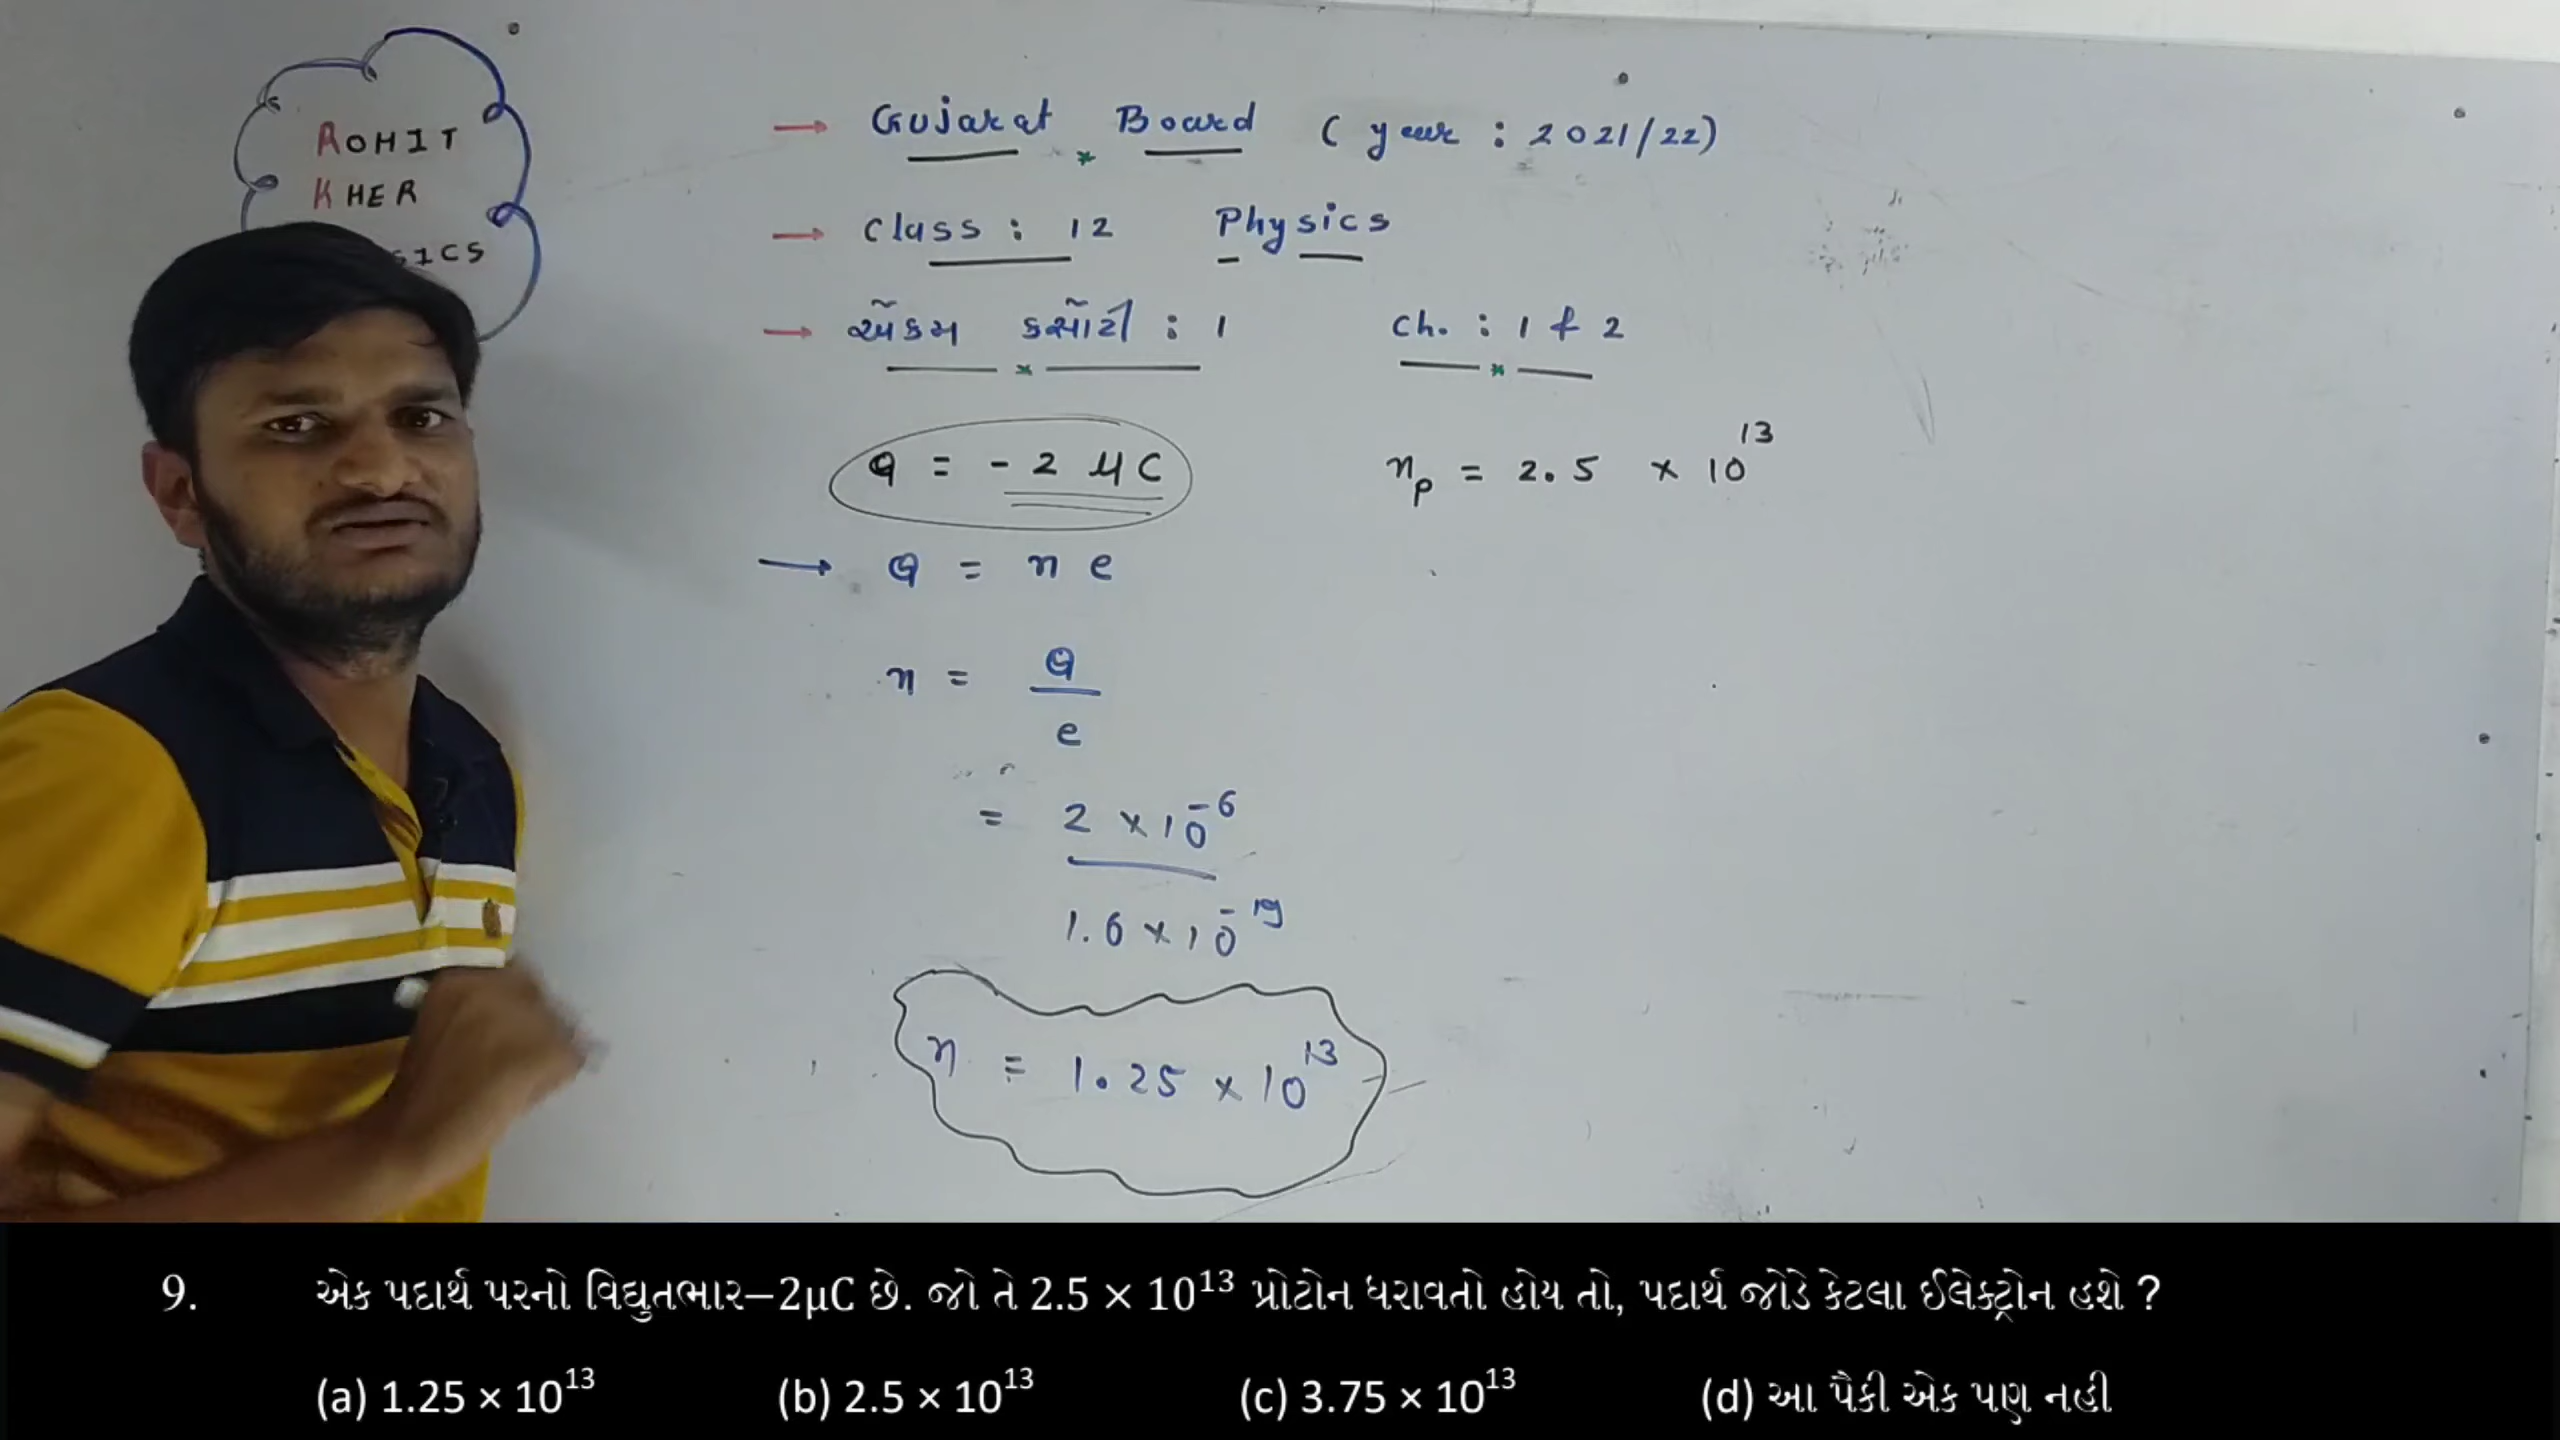 ROHIT
KHER
SICS
→ Gujarat Board (year : 2021/22)
→ Class : 12 Physics
→ એકમ કસોટી : 1 Ch. : 1 & 2
Q = - 2 μC n_p = 2.5 × 10¹³
→ Q = n e
n = Q / e
= 2 × 10⁻⁶
1.6 × 10⁻¹⁹
n = 1.25 × 10¹³
9. એક પદાર્થ પરનો વિદ્યુતભાર−2μC છે. જો તે 2.5 × 10¹³ પ્રોટોન ધરાવતો હોય તો, પદાર્થ જોડે કેટલા ઈલેક્ટ્રોન હશે ?
(a) 1.25 × 10¹³ (b) 2.5 × 10¹³ (c) 3.75 × 10¹³ (d) આ પૈકી એક પણ નહી